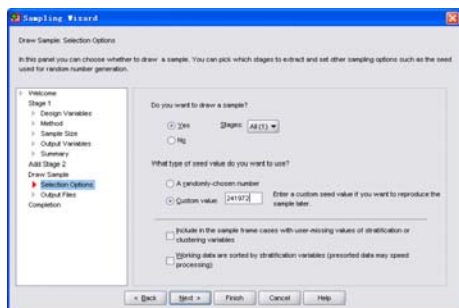 Sampling Wizard
Draw Sample: Selection Options
In this panel you can choose whether to draw a sample. You can pick which stages to extract and set other sampling options such as the seed
used for random number generation.
Welcome
Stage 1
Design Variables
Method
Sample Size
Output Variables
Summary
Add Stage 2
Draw Sample
Selection Options
Output Files
Completion
Do you want to draw a sample?
Yes
Stages: All (1)
No
What type of seed value do you want to use?
A randomly-chosen number
Custom value: 241972
Enter a custom seed value if you want to reproduce the
sample later.
Include in the sample frame cases with user-missing values of stratification or
clustering variables
Working data are sorted by stratification variables (presorted data may speed
processing)
< Back
Next >
Finish
Cancel
Help